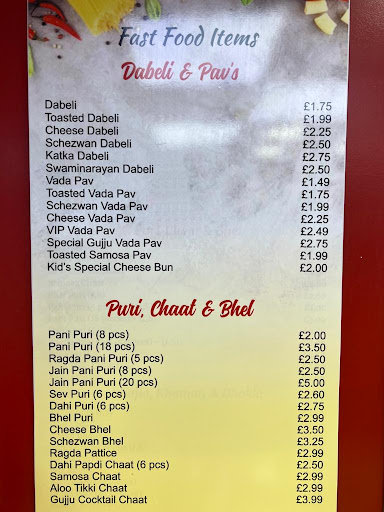 Fast Food Items
Dabeli & Pav's
Dabeli £1.75
Toasted Dabeli £1.99
Cheese Dabeli £2.25
Schezwan Dabeli £2.50
Katka Dabeli £2.75
Swaminarayan Dabeli £2.50
Vada Pav £1.49
Toasted Vada Pav £1.75
Schezwan Vada Pav £1.99
Cheese Vada Pav £2.25
VIP Vada Pav £2.49
Special Gujju Vada Pav £2.75
Toasted Samosa Pav £1.99
Kid's Special Cheese Bun £2.00
Puri, Chaat & Bhel
Pani Puri (8 pcs) £2.00
Pani Puri (18 pcs) £3.50
Ragda Pani Puri (5 pcs) £2.50
Jain Pani Puri (8 pcs) £2.50
Jain Pani Puri (20 pcs) £5.00
Sev Puri (6 pcs) £2.60
Dahi Puri (6 pcs) £2.75
Bhel Puri £2.99
Cheese Bhel £3.50
Schezwan Bhel £3.25
Ragda Pattice £2.99
Dahi Papdi Chaat (6 pcs) £2.50
Samosa Chaat £2.99
Aloo Tikki Chaat £2.99
Gujju Cocktail Chaat £3.99